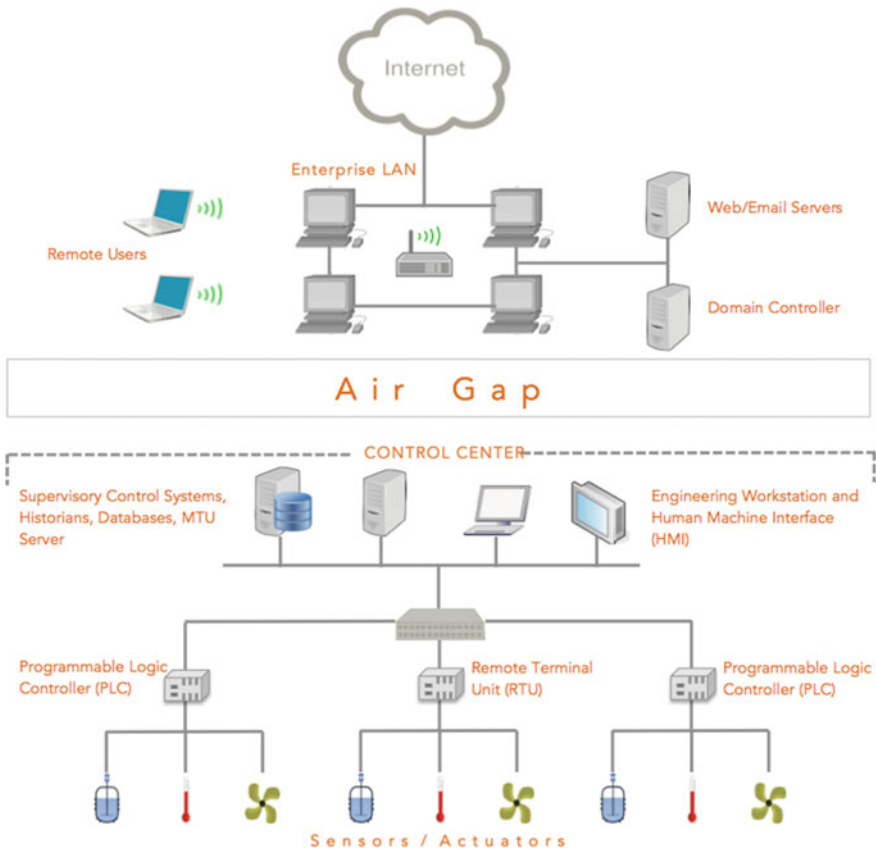 Internet
Enterprise LAN
Web/Email Servers
Remote Users
Domain Controller
Air Gap
CONTROL CENTER
Supervisory Control Systems,
Historians, Databases, MTU
Server
Engineering Workstation and
Human Machine Interface
(HMI)
Programmable Logic
Controller (PLC)
Remote Terminal
Unit (RTU)
Programmable Logic
Controller (PLC)
Sensors / Actuators